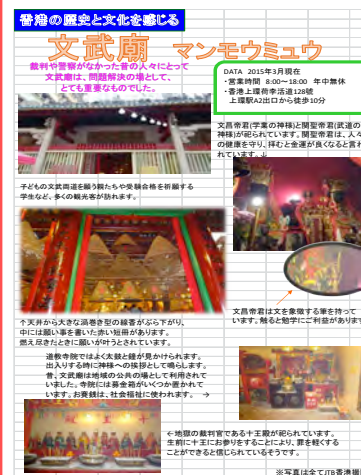 香港の歴史と文化を感じる
文武廟 マンモウミュウ
裁判や警察がなかった昔の人々にとって
文武廟は、問題解決の場として、
とても重要なものでした。
DATA 2015年3月現在
・営業時間 8:00～18:00 年中無休
・香港上環荷李活道128號
上環駅A2出口から徒歩10分
文昌帝君(学業の神様)と関聖帝君(武道の
神様)が祀られています。関聖帝君は、人々
の健康を守り、拝むと金運が良くなると言わ
れています。↓
子どもの文武両道を願う親たちや受験合格を祈願する
学生など、多くの観光客が訪れます。
文昌帝君は文を象徴する筆を持って
います。触ると勉学にご利益があります
↑天井から大きな渦巻き型の線香がぶら下がり、
中には願い事を書いた赤い短冊があります。
燃え尽きたときに願いが叶うとされています。
道教寺院ではよく太鼓と鐘が見かけられます。
出入りする時に神様への挨拶として鳴らします。
昔、文武廟は地域の公共の場として利用されて
いました。寺院には募金箱がいくつか置かれて
います。お賽銭は、社会福祉に使われます。 →
←地獄の裁判官である十王殿が祀られています。
生前に十王にお参りをすることにより、罪を軽くする
ことができると信じられているそうです。
※写真は全てJTB香港撮